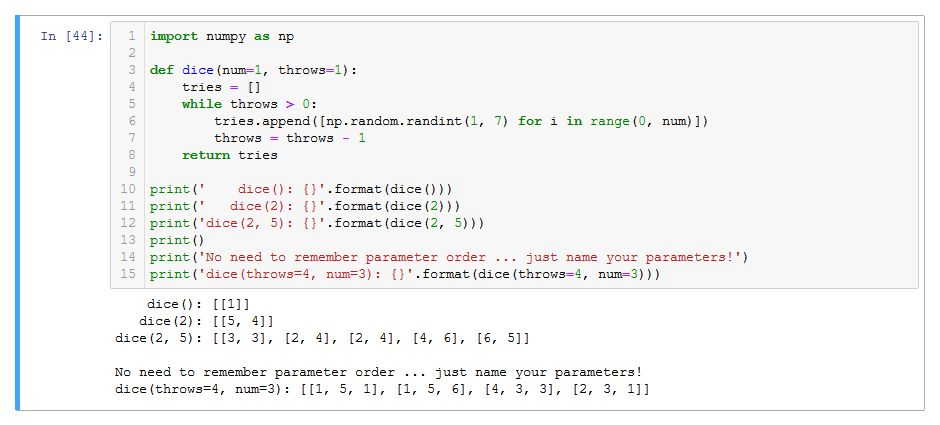 In [44]:
1 import numpy as np
2
3 def dice(num=1, throws=1):
4     tries = []
5     while throws > 0:
6         tries.append([np.random.randint(1, 7) for i in range(0, num)])
7         throws = throws - 1
8     return tries
9
10 print('    dice(): {}'.format(dice()))
11 print('   dice(2): {}'.format(dice(2)))
12 print('dice(2, 5): {}'.format(dice(2, 5)))
13 print()
14 print('No need to remember parameter order ... just name your parameters!')
15 print('dice(throws=4, num=3): {}'.format(dice(throws=4, num=3)))
    dice(): [[1]]
   dice(2): [[5, 4]]
dice(2, 5): [[3, 3], [2, 4], [2, 4], [4, 6], [6, 5]]

No need to remember parameter order ... just name your parameters!
dice(throws=4, num=3): [[1, 5, 1], [1, 5, 6], [4, 3, 3], [2, 3, 1]]